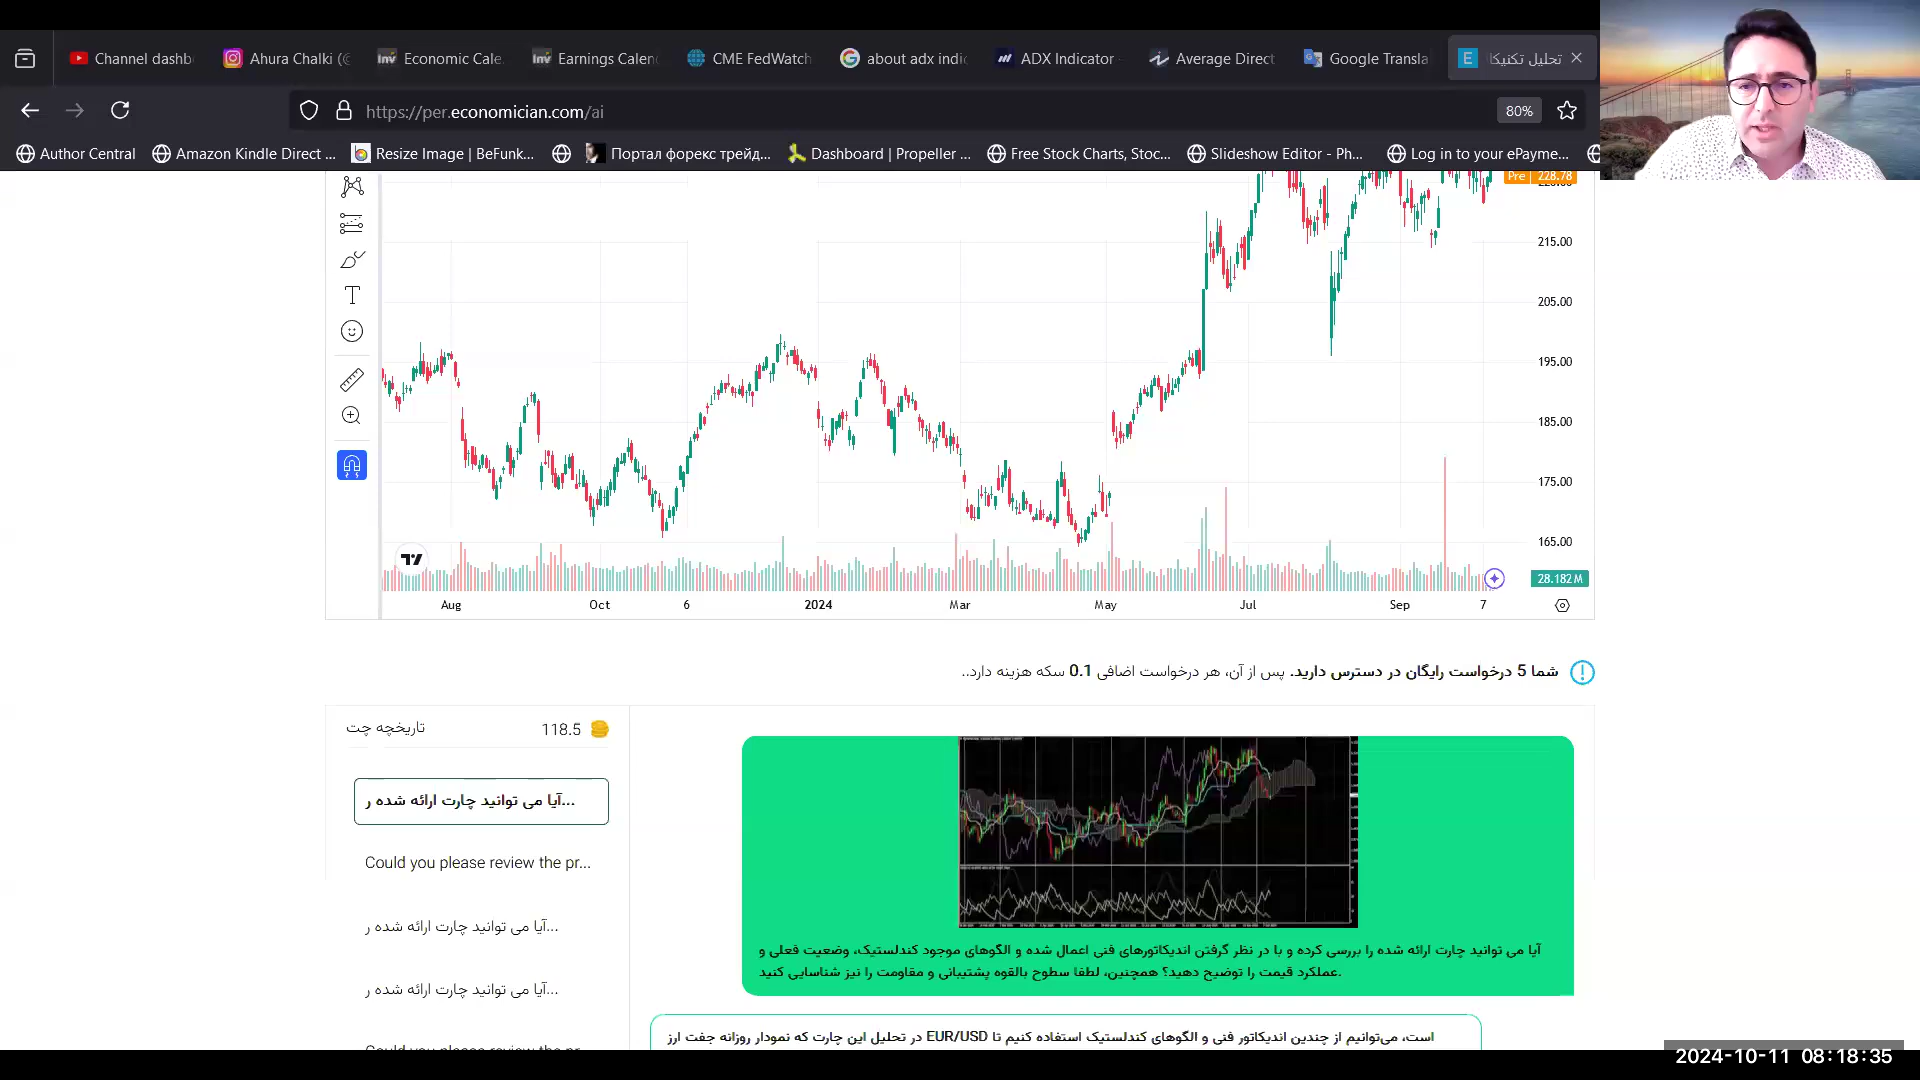 Channel dashb
Ahura Chalki (@
Economic Cale
Earnings Calen
CME FedWatch
about adx indic
ADX Indicator
Average Direct
Google Transla
تحلیل تکنیکا
https://per.economician.com/ai
80%
Author Central
Amazon Kindle Direct ...
Resize Image | BeFunk...
Портал форекс трейд...
Dashboard | Propeller ...
Free Stock Charts, Stoc...
Slideshow Editor - Ph...
Log in to your ePayme...
Pre 228.78
215.00
205.00
195.00
185.00
175.00
165.00
28.182M
Aug Oct 6 2024 Mar May Jul Sep 7
شما 5 درخواست رایگان در دسترس دارید. پس از آن، هر درخواست اضافی 0.1 سکه هزینه دارد..
تاریخچه چت
118.5
آیا می توانید چارت ارائه شده ر...
Could you please review the pr...
آیا می توانید چارت ارائه شده ر...
آیا می توانید چارت ارائه شده ر...
Could you please review the pr
آیا می توانید چارت ارائه شده را بررسی کرده و با در نظر گرفتن اندیکاتورهای فنی اعمال شده و الگوهای موجود کندلستیک، وضعیت فعلی و
عملکرد قیمت را توضیح دهید؟ همچنین، لطفا سطوح بالقوه پشتیبانی و مقاومت را نیز شناسایی کنید.
در تحلیل این چارت که نمودار روزانه جفت ارز EUR/USD است، می‌توانیم از چندین اندیکاتور فنی و الگوهای کندلستیک استفاده کنیم تا
2024-10-11 08:18:35